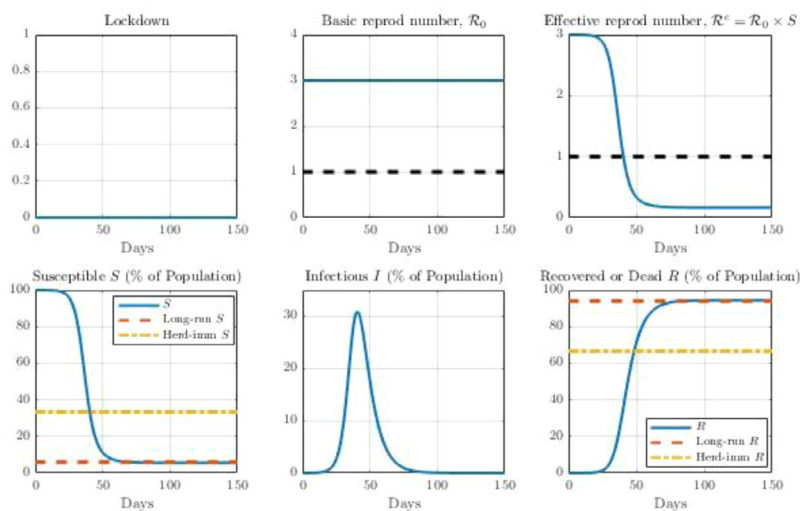 Lockdown
1
0.8
0.6
0.4
0.2
0
0 50 100 150
Days
Basic reprod number, R₀
4
3
2
1
0
0 50 100 150
Days
Effective reprod number, Rᵉ = R₀ × S
3
2
1
0
0 50 100 150
Days
Susceptible S (% of Population)
100
80
60
40
20
0
0 50 100 150
Days
S
Long-run S
Herd-imm S
Infectious I (% of Population)
30
20
10
0
0 50 100 150
Days
Recovered or Dead R (% of Population)
100
80
60
40
20
0
0 50 100 150
Days
R
Long-run R
Herd-imm R